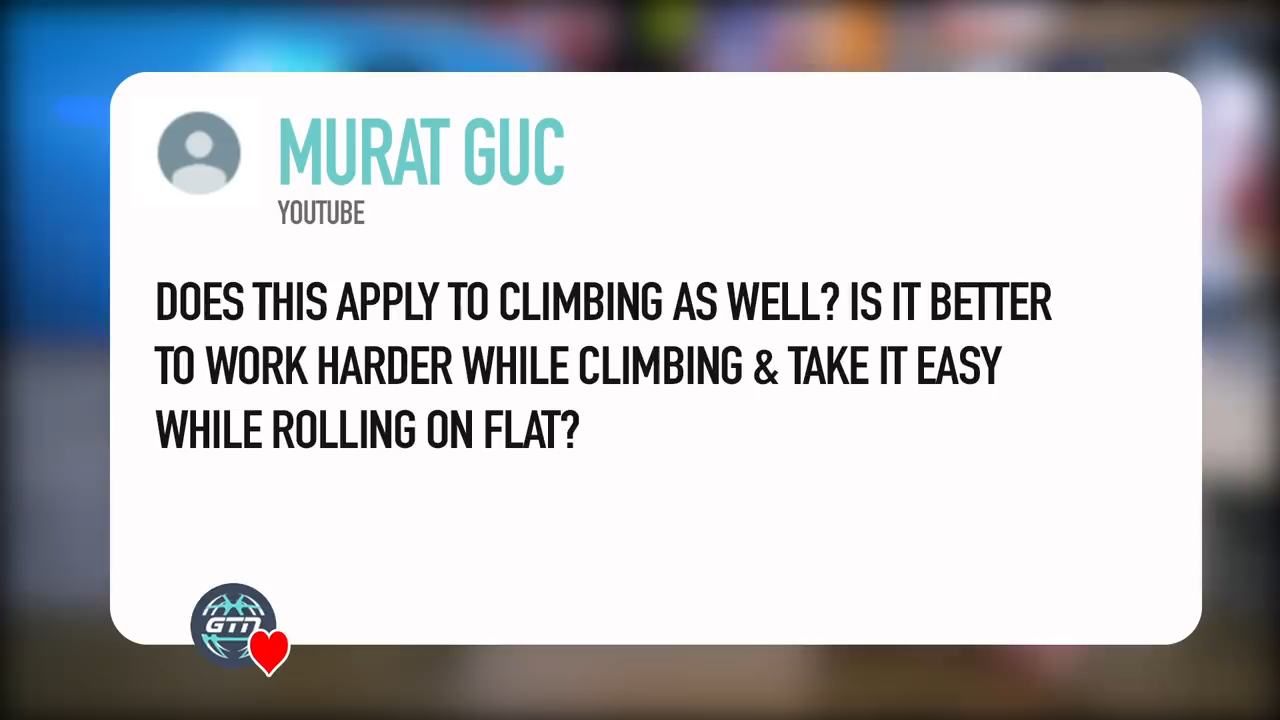 MURAT GUC
YOUTUBE
DOES THIS APPLY TO CLIMBING AS WELL? IS IT BETTER
TO WORK HARDER WHILE CLIMBING & TAKE IT EASY
WHILE ROLLING ON FLAT?
GTN